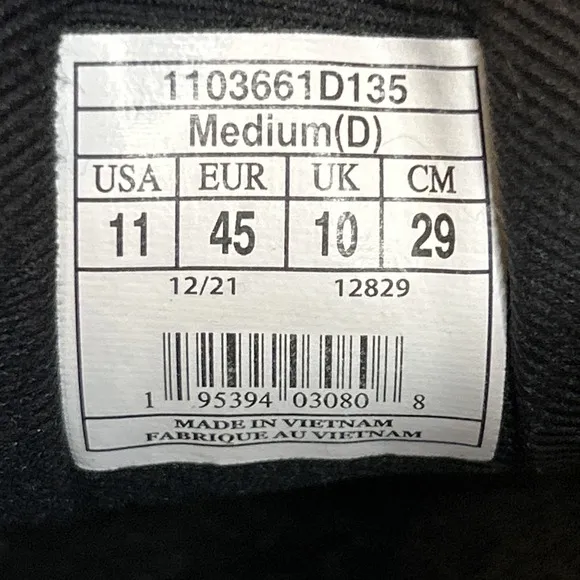 1103661D135
Medium(D)
USA EUR UK CM
11 45 10 29
12/21 12829
1 95394 03080 8
MADE IN VIETNAM
FABRIQUE AU VIETNAM